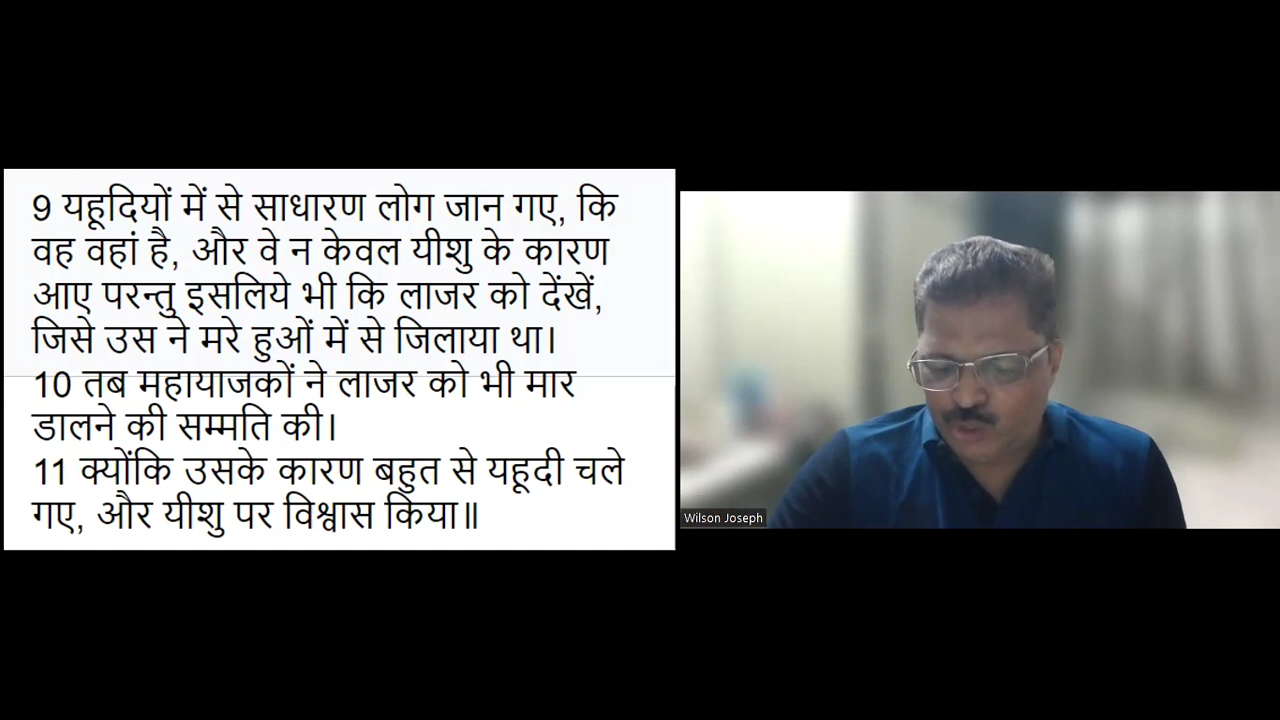 9 यहूदियों में से साधारण लोग जान गए, कि
वह वहां है, और वे न केवल यीशु के कारण
आए परन्तु इसलिये भी कि लाजर को देंखें,
जिसे उस ने मरे हुओं में से जिलाया था।
10 तब महायाजकों ने लाजर को भी मार
डालने की सम्मति की।
11 क्योंकि उसके कारण बहुत से यहूदी चले
गए, और यीशु पर विश्वास किया॥
Wilson Joseph